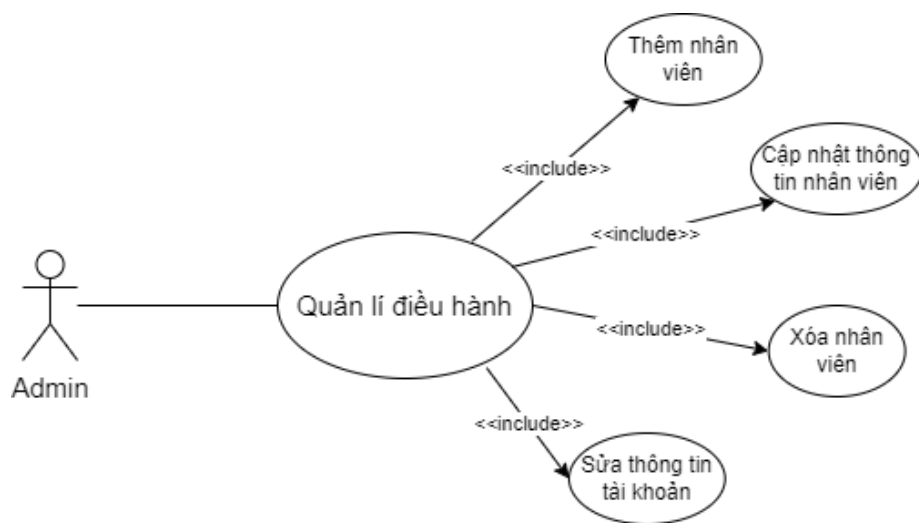 Thêm nhân
viên
<<include>>
Cập nhật thông
tin nhân viên
<<include>>
Quản lí điều hành
<<include>>
Xóa nhân
viên
Admin
<<include>>
Sửa thông tin
tài khoản